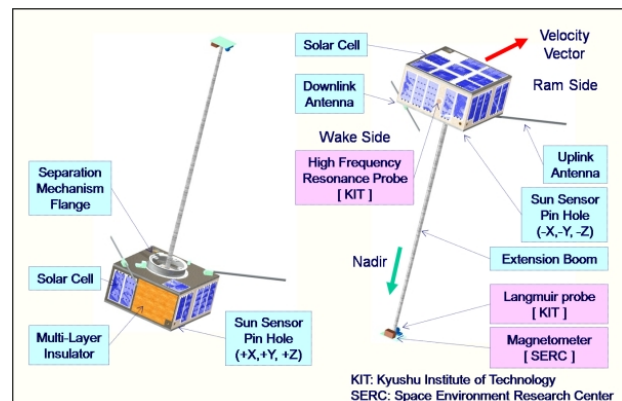 Separation
Mechanism
Flange
Solar Cell
Multi-Layer
Insulator
Sun Sensor
Pin Hole
(+X,+Y, +Z)
Solar Cell
Velocity
Vector
Downlink
Antenna
Ram Side
Wake Side
High Frequency
Resonance Probe
[ KIT ]
Uplink
Antenna
Sun Sensor
Pin Hole
(-X,-Y, -Z)
Nadir
Extension Boom
Langmuir probe
[ KIT ]
Magnetometer
[ SERC ]
KIT: Kyushu Institute of Technology
SERC: Space Environment Research Center